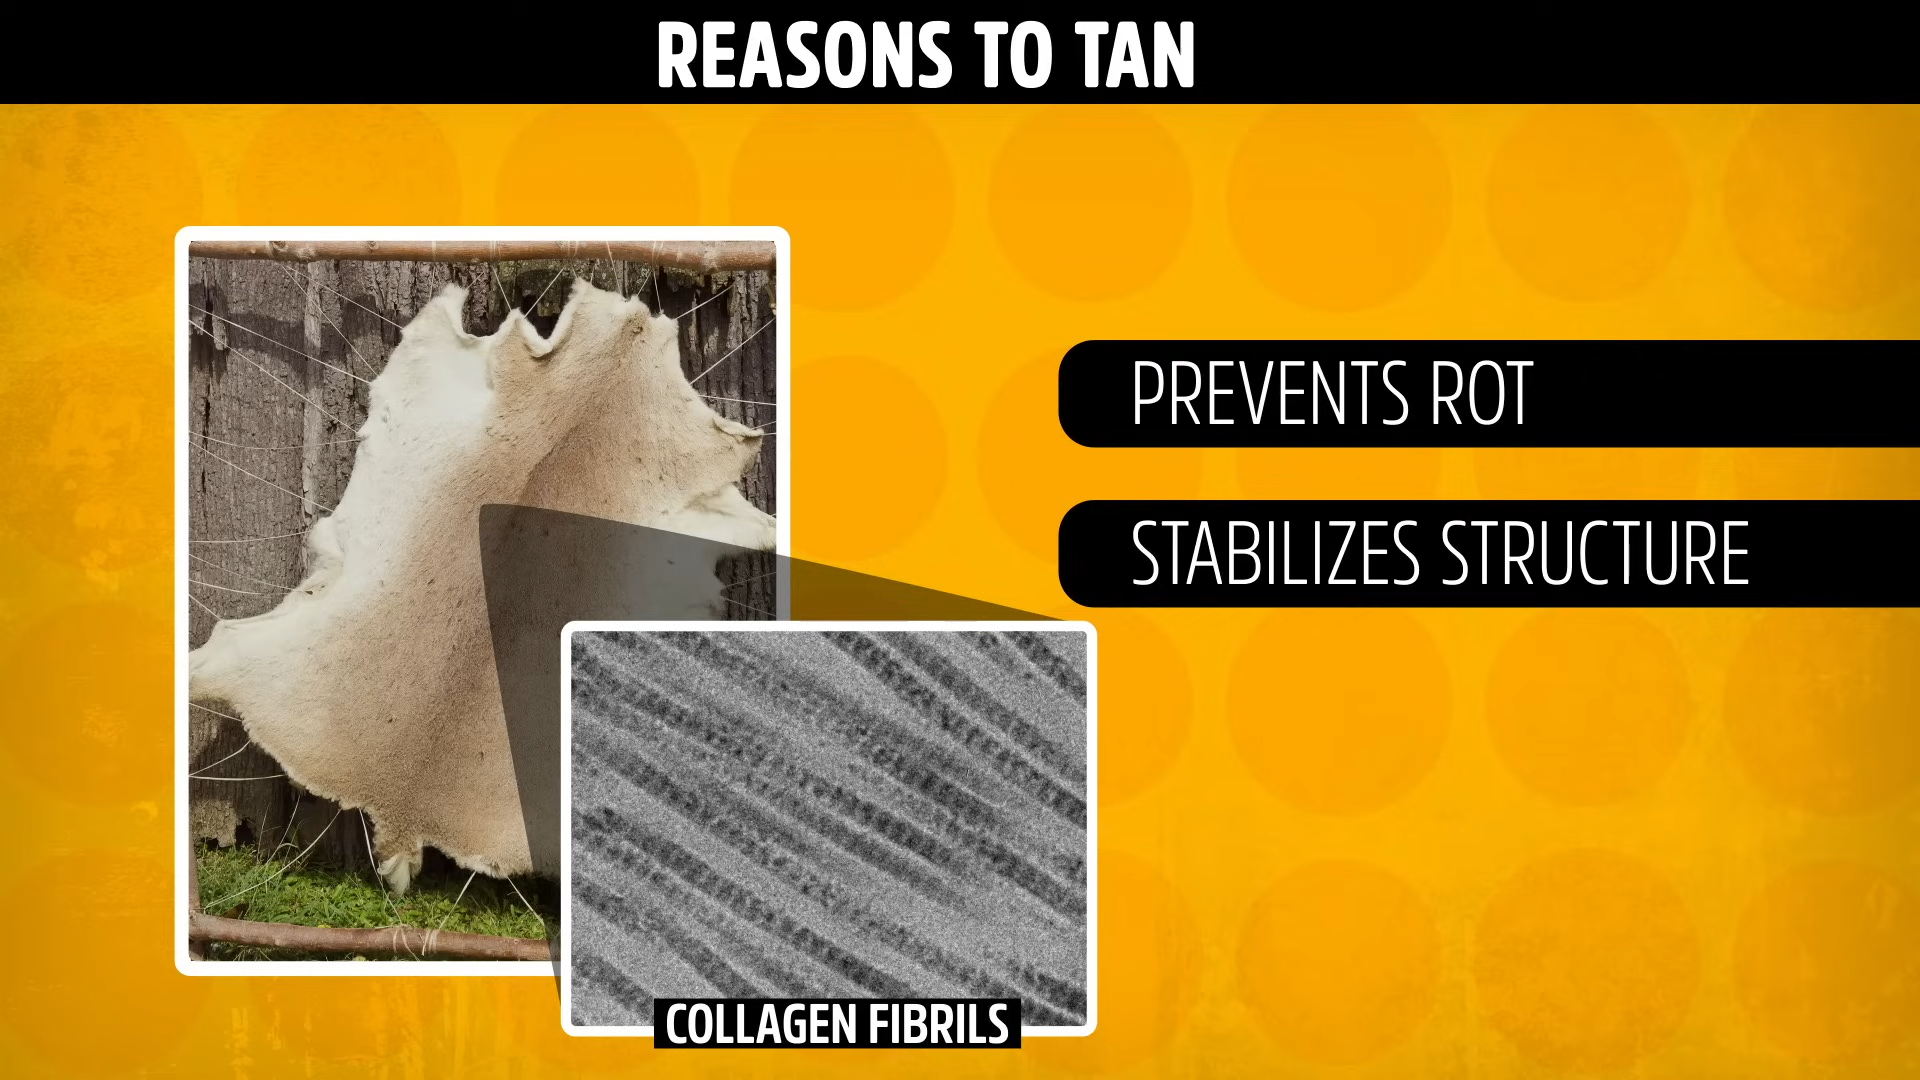 REASONS TO TAN
PREVENTS ROT
STABILIZES STRUCTURE
COLLAGEN FIBRILS